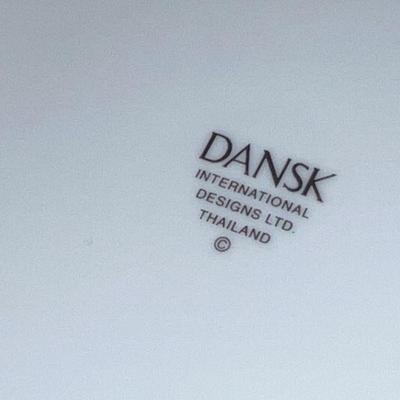 DANSK
INTERNATIONAL
DESIGNS LTD.
THAILAND
©